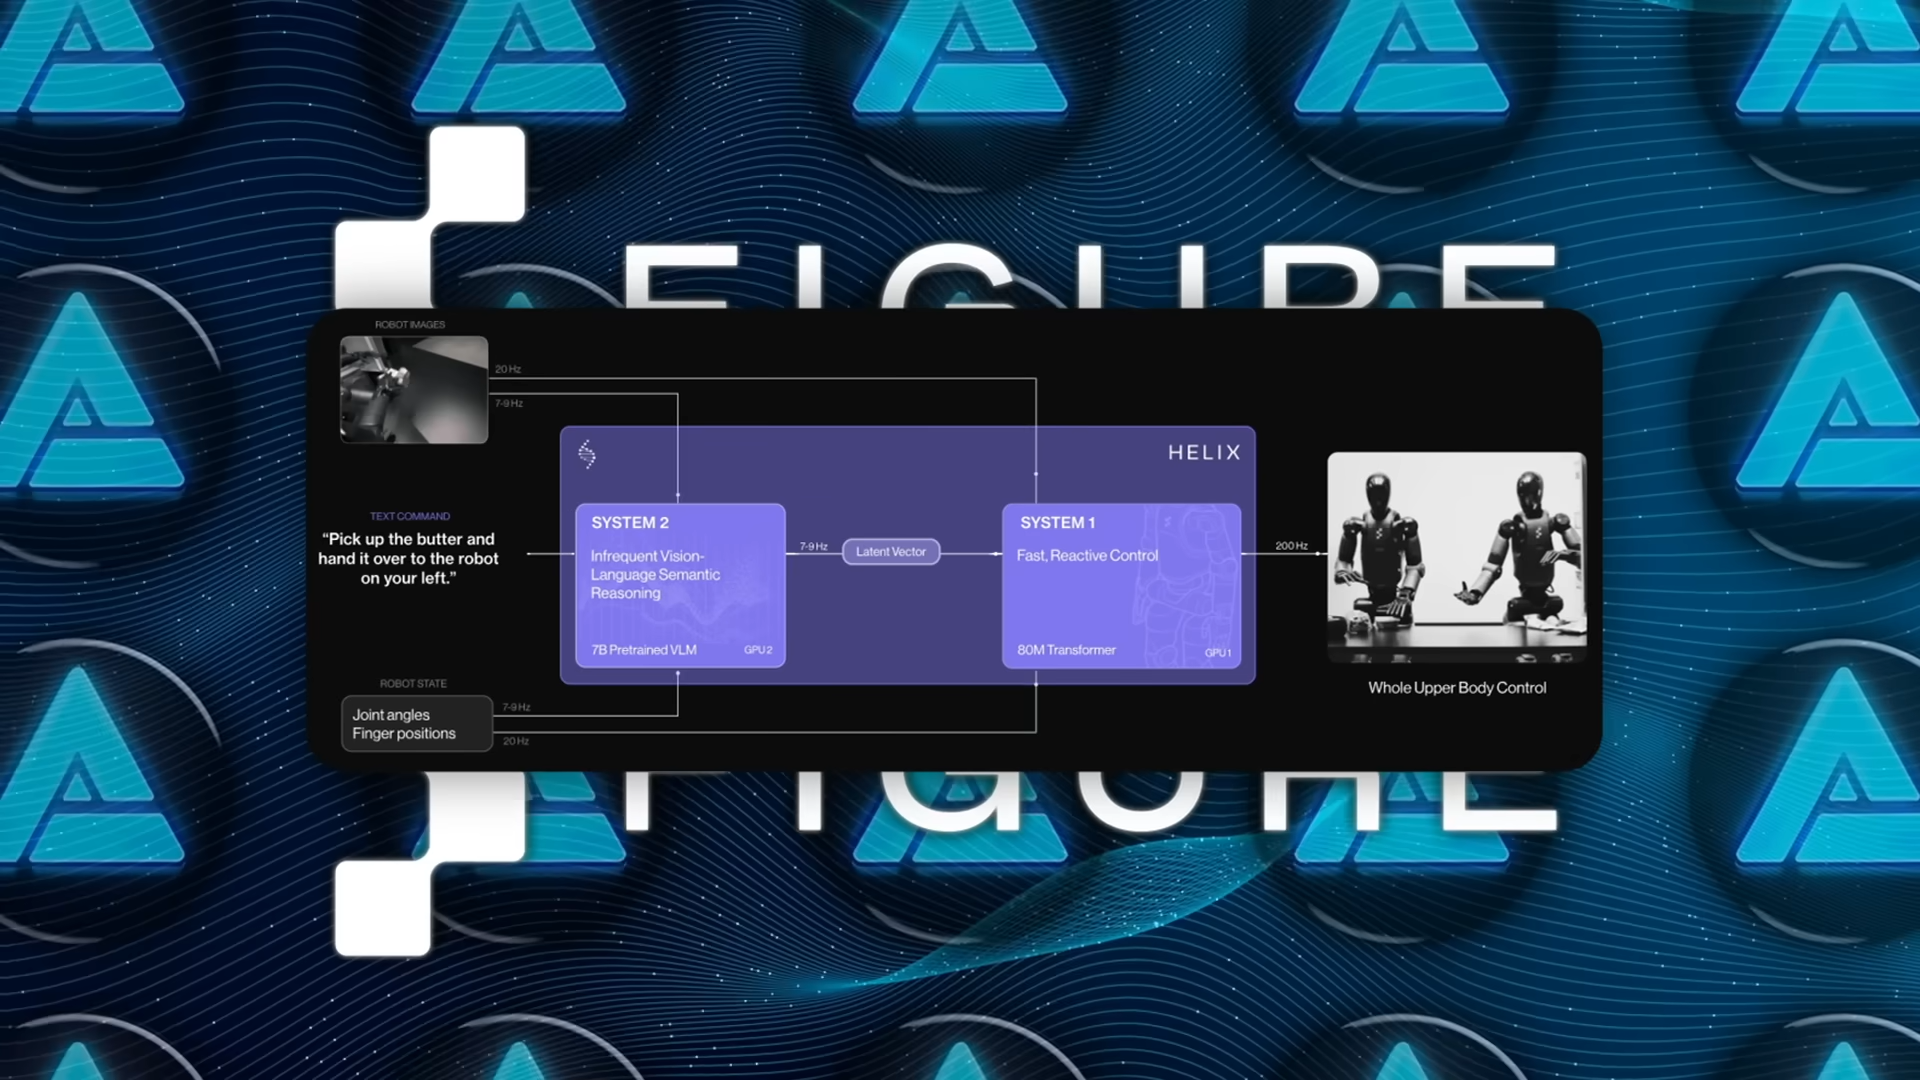 FIGURE
ROBOT IMAGES
20 Hz
7-9 Hz
HELIX
TEXT COMMAND
“Pick up the butter and
hand it over to the robot
on your left.”
SYSTEM 2
Infrequent Vision-
Language Semantic
Reasoning
7B Pretrained VLM
GPU 2
7-9 Hz
Latent Vector
SYSTEM 1
Fast, Reactive Control
80M Transformer
GPU 1
200 Hz
Whole Upper Body Control
ROBOT STATE
Joint angles
Finger positions
7-9 Hz
20 Hz
FIGURE